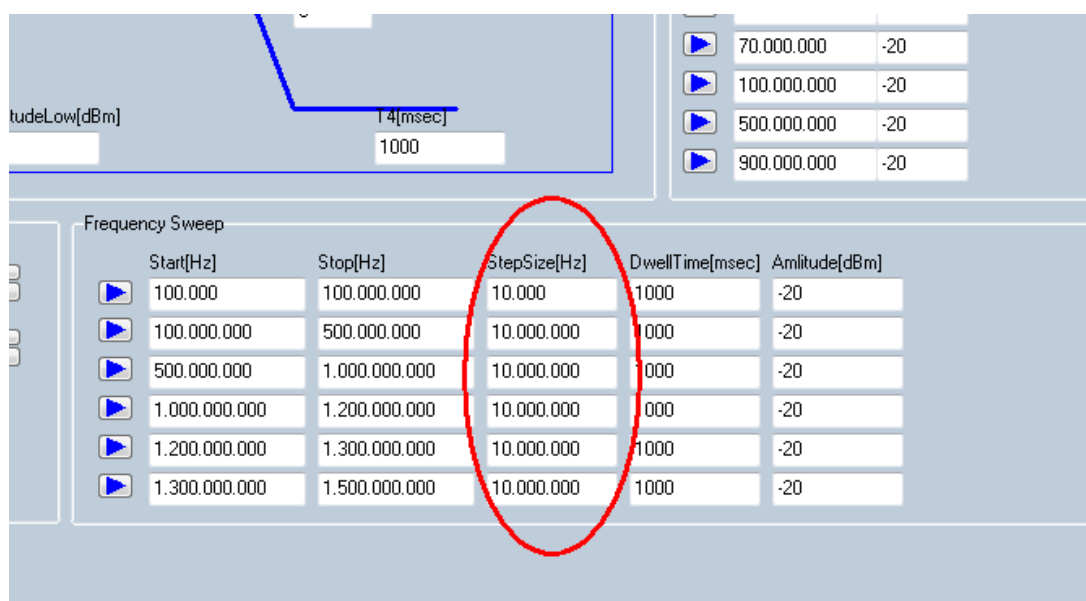 70.000.000 -20
100.000.000 -20
tudeLow[dBm] T4[msec]
500.000.000 -20
1000
900.000.000 -20
Frequency Sweep
Start[Hz] Stop[Hz] StepSize[Hz] DwellTime[msec] Amlitude[dBm]
100.000 100.000.000 10.000 1000 -20
100.000.000 500.000.000 10.000.000 1000 -20
500.000.000 1.000.000.000 10.000.000 1000 -20
1.000.000.000 1.200.000.000 10.000.000 1000 -20
1.200.000.000 1.300.000.000 10.000.000 1000 -20
1.300.000.000 1.500.000.000 10.000.000 1000 -20